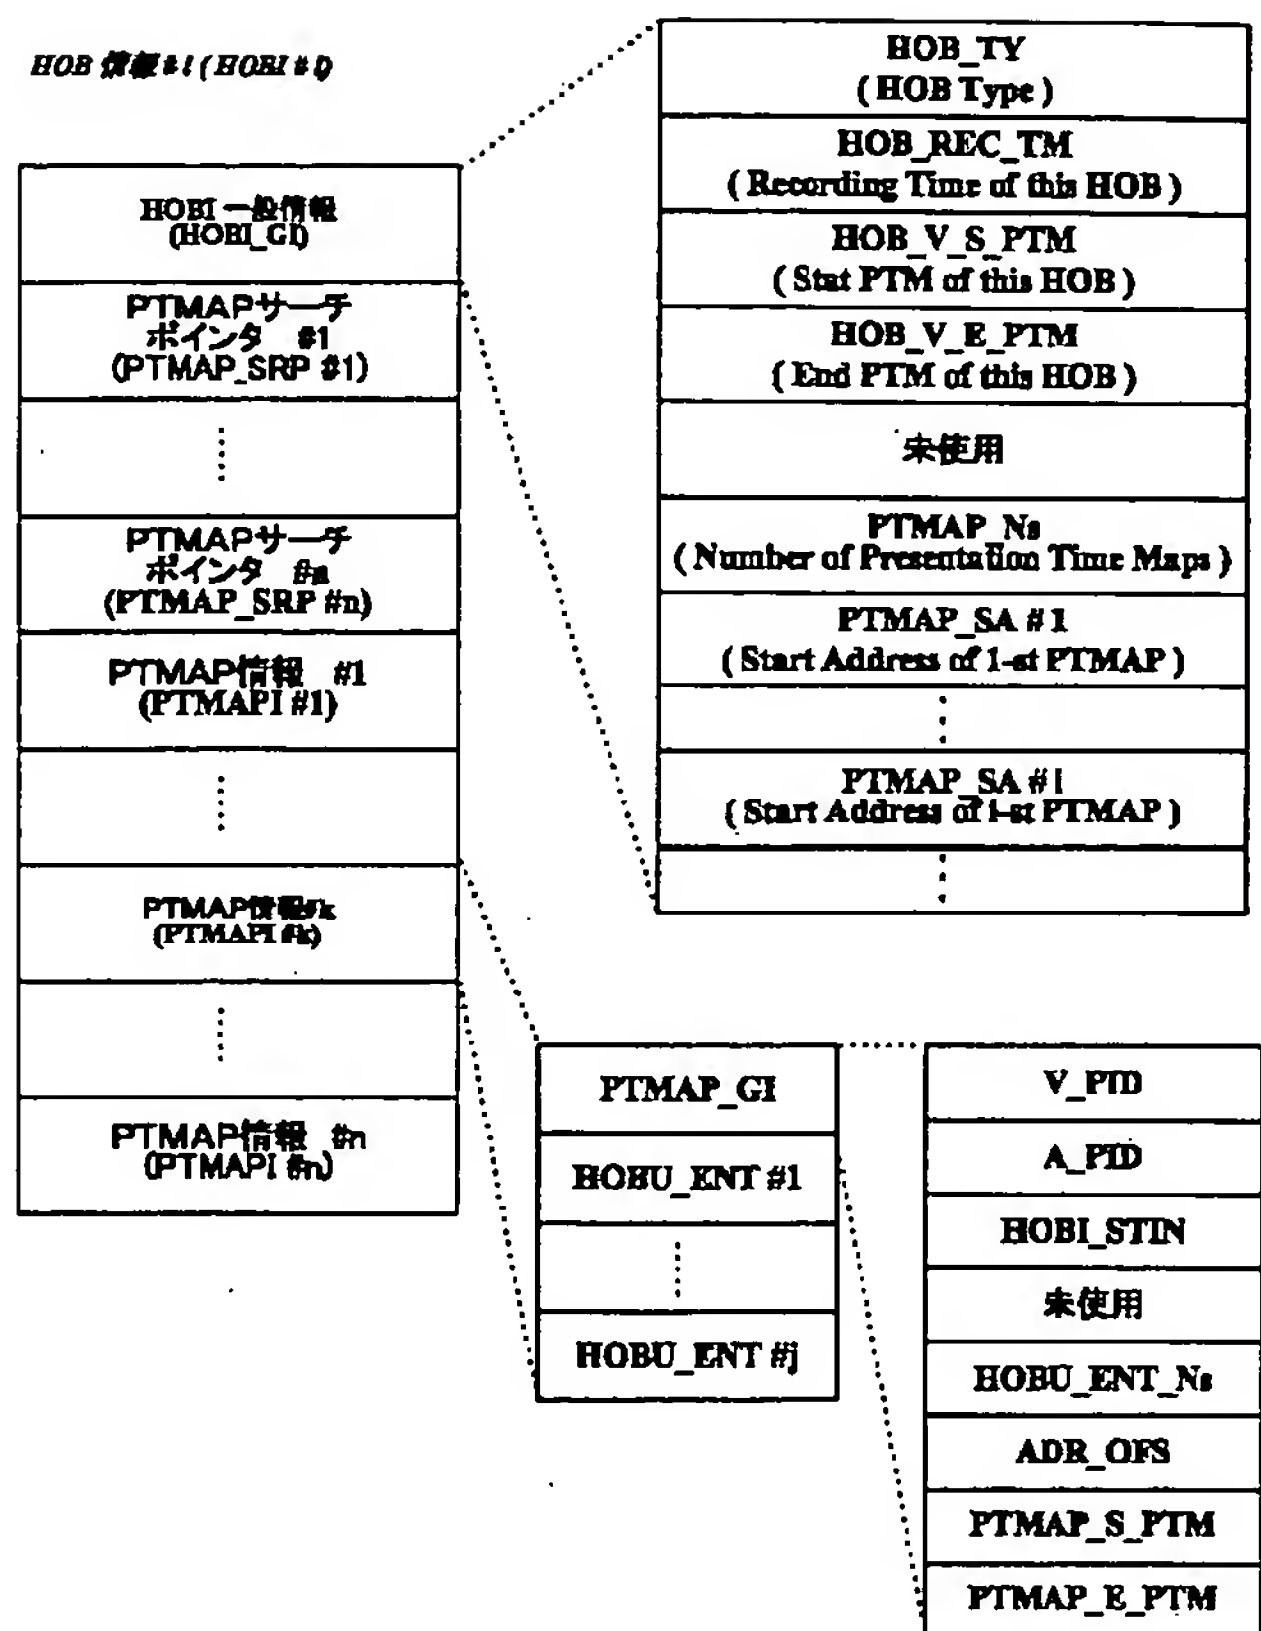 HOB 情報 #i ( HOBI # i)
HOBI 一般情報
(HOBI_GI)
PTMAPサーチ
ポインタ #1
(PTMAP_SRP #1)
PTMAPサーチ
ポインタ #n
(PTMAP_SRP #n)
PTMAP情報 #1
(PTMAPI #1)
PTMAP情報#k
(PTMAPI #k)
PTMAP情報 #n
(PTMAPI #n)
HOB_TY
( HOB Type )
HOB_REC_TM
( Recording Time of this HOB )
HOB_V_S_PTM
( Stat PTM of this HOB )
HOB_V_E_PTM
( End PTM of this HOB )
未使用
PTMAP_Ns
( Number of Presentation Time Maps )
PTMAP_SA # 1
( Start Address of 1-st PTMAP )
PTMAP_SA # i
( Start Address of i-st PTMAP )
PTMAP_GI
HOBU_ENT #1
HOBU_ENT #j
V_PID
A_PID
HOBI_STIN
未使用
HOBU_ENT_Ns
ADR_OFS
PTMAP_S_PTM
PTMAP_E_PTM